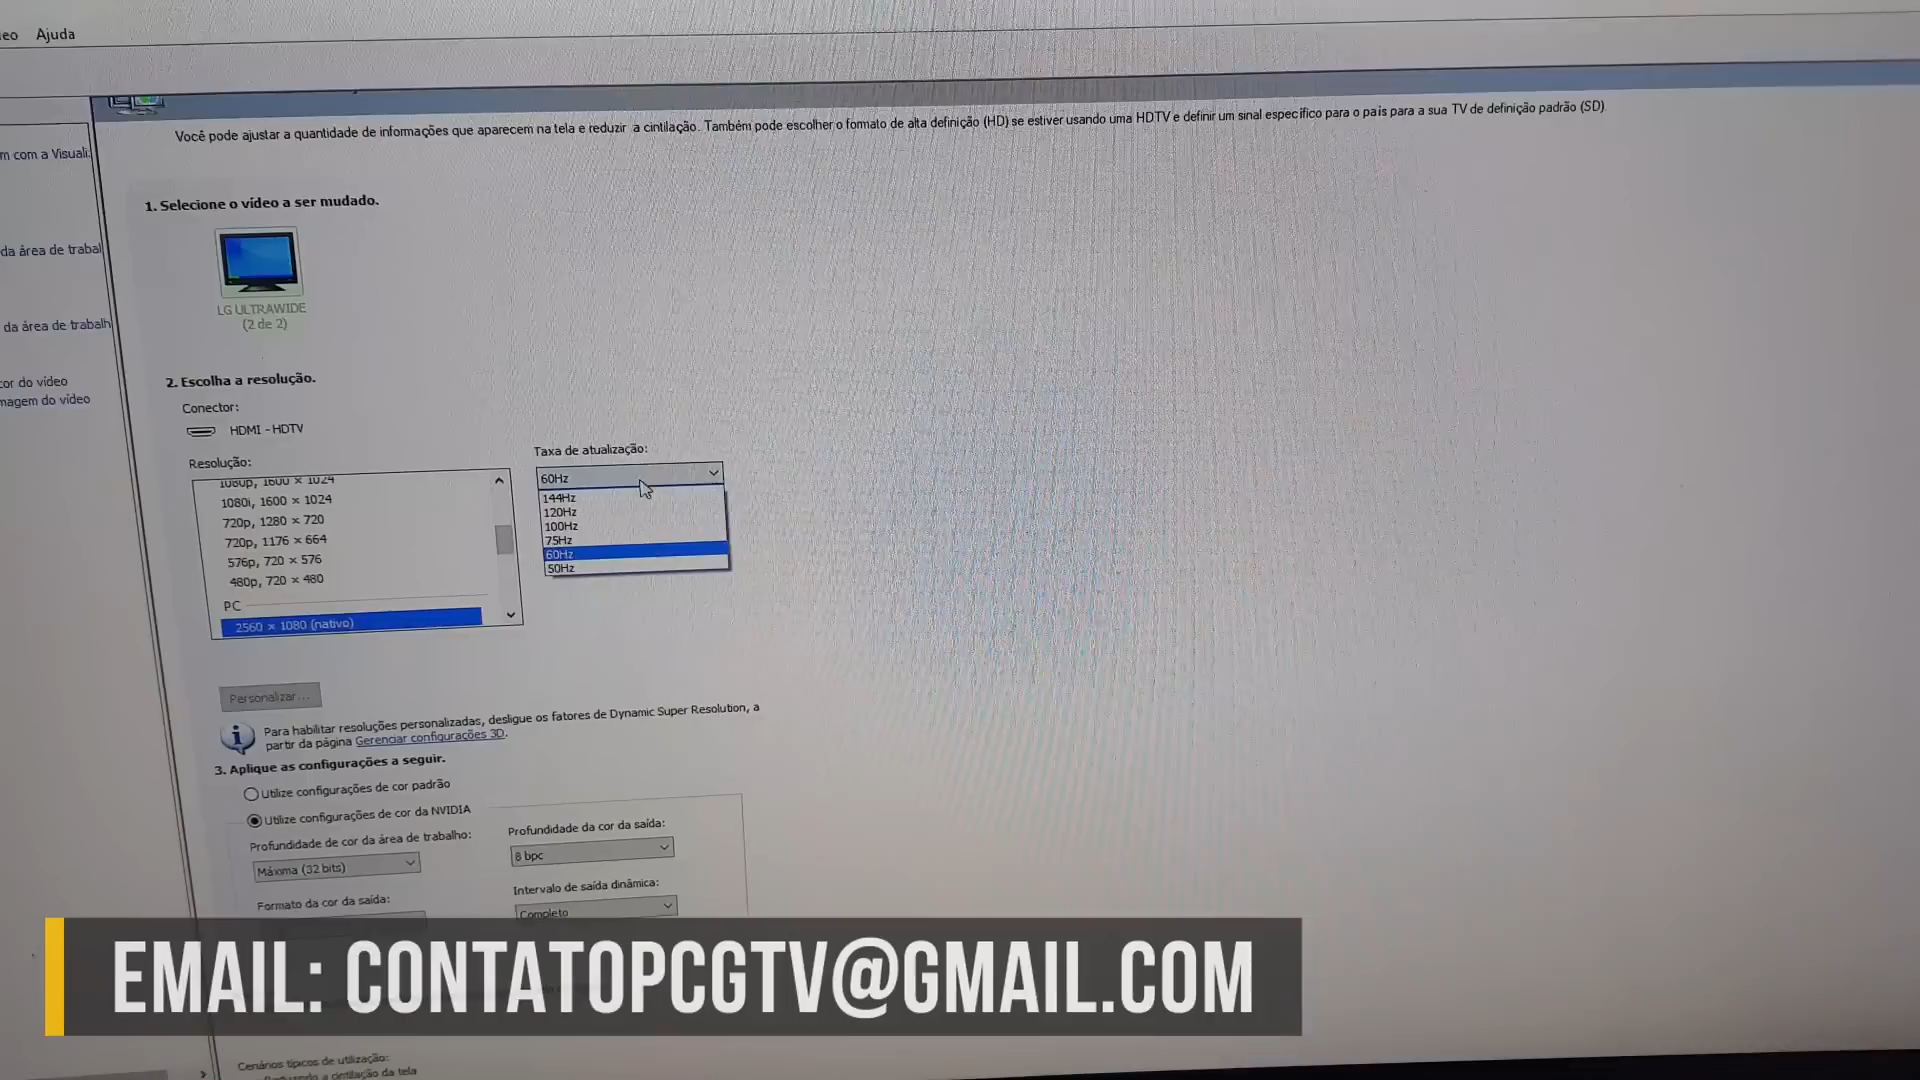 Ajuda
Você pode ajustar a quantidade de informações que aparecem na tela e reduzir a cintilação. Também pode escolher o formato de alta definição (HD) se estiver usando uma HDTV e definir um sinal específico para o país para a sua TV de definição padrão (SD).
m com a Visuali
da área de trabal
da área de trabalh
cor do vídeo
magem do vídeo
1. Selecione o vídeo a ser mudado.
LG ULTRAWIDE
(2 de 2)
2. Escolha a resolução.
Conector:
HDMI - HDTV
Resolução:
1080p, 1600 × 1024
1080i, 1600 × 1024
720p, 1280 × 720
720p, 1176 × 664
576p, 720 × 576
480p, 720 × 480
PC
2560 × 1080 (nativo)
Taxa de atualização:
60Hz
144Hz
120Hz
100Hz
75Hz
60Hz
50Hz
Personalizar...
Para habilitar resoluções personalizadas, desligue os fatores de Dynamic Super Resolution, a
partir da página Gerenciar configurações 3D.
3. Aplique as configurações a seguir.
Utilize configurações de cor padrão
Utilize configurações de cor da NVIDIA
Profundidade de cor da área de trabalho:
Máxima (32 bits)
Profundidade da cor da saída:
8 bpc
Formato da cor da saída:
Intervalo de saída dinâmica:
Completo
EMAIL: CONTATOPCGTV@GMAIL.COM
Cenários típicos de utilização:
a cintilação da tela